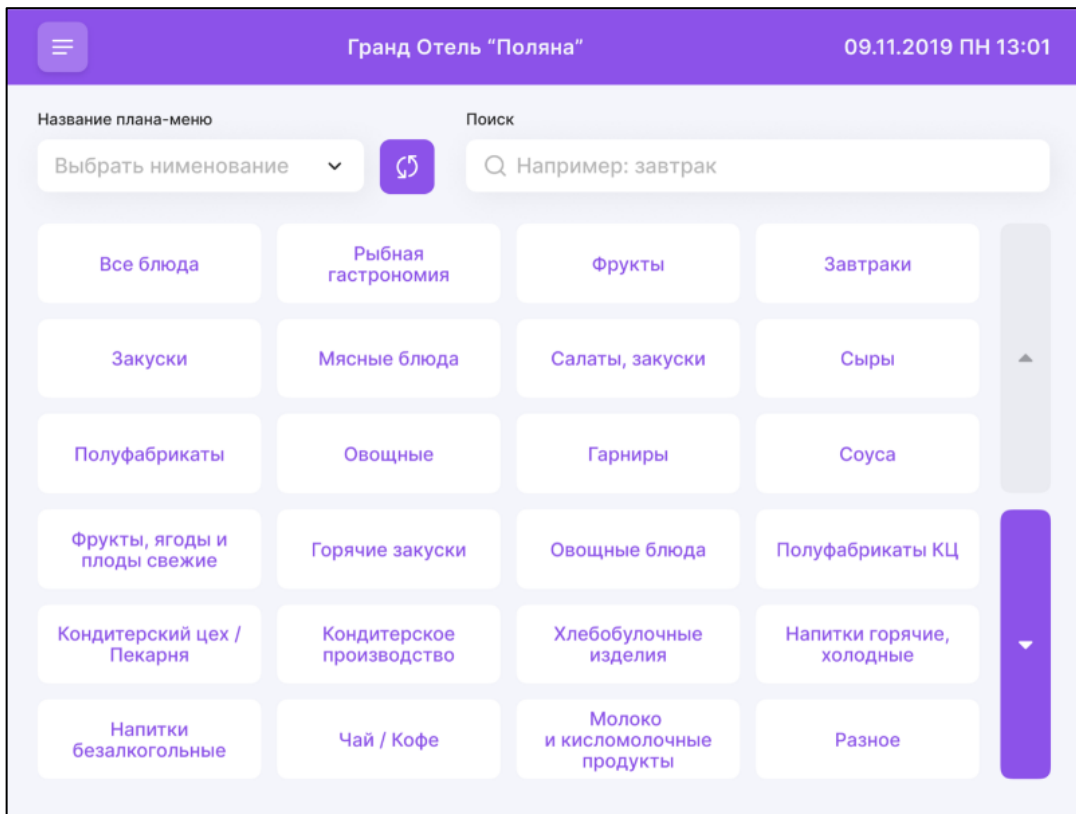 Гранд Отель “Поляна”
09.11.2019 ПН 13:01
Название плана-меню
Поиск
Выбрать нименование
Например: завтрак
Все блюда
Рыбная
гастрономия
Фрукты
Завтраки
Закуски
Мясные блюда
Салаты, закуски
Сыры
Полуфабрикаты
Овощные
Гарниры
Соуса
Фрукты, ягоды и
плоды свежие
Горячие закуски
Овощные блюда
Полуфабрикаты КЦ
Кондитерский цех /
Пекарня
Кондитерское
производство
Хлебобулочные
изделия
Напитки горячие,
холодные
Напитки
безалкогольные
Чай / Кофе
Молоко
и кисломолочные
продукты
Разное